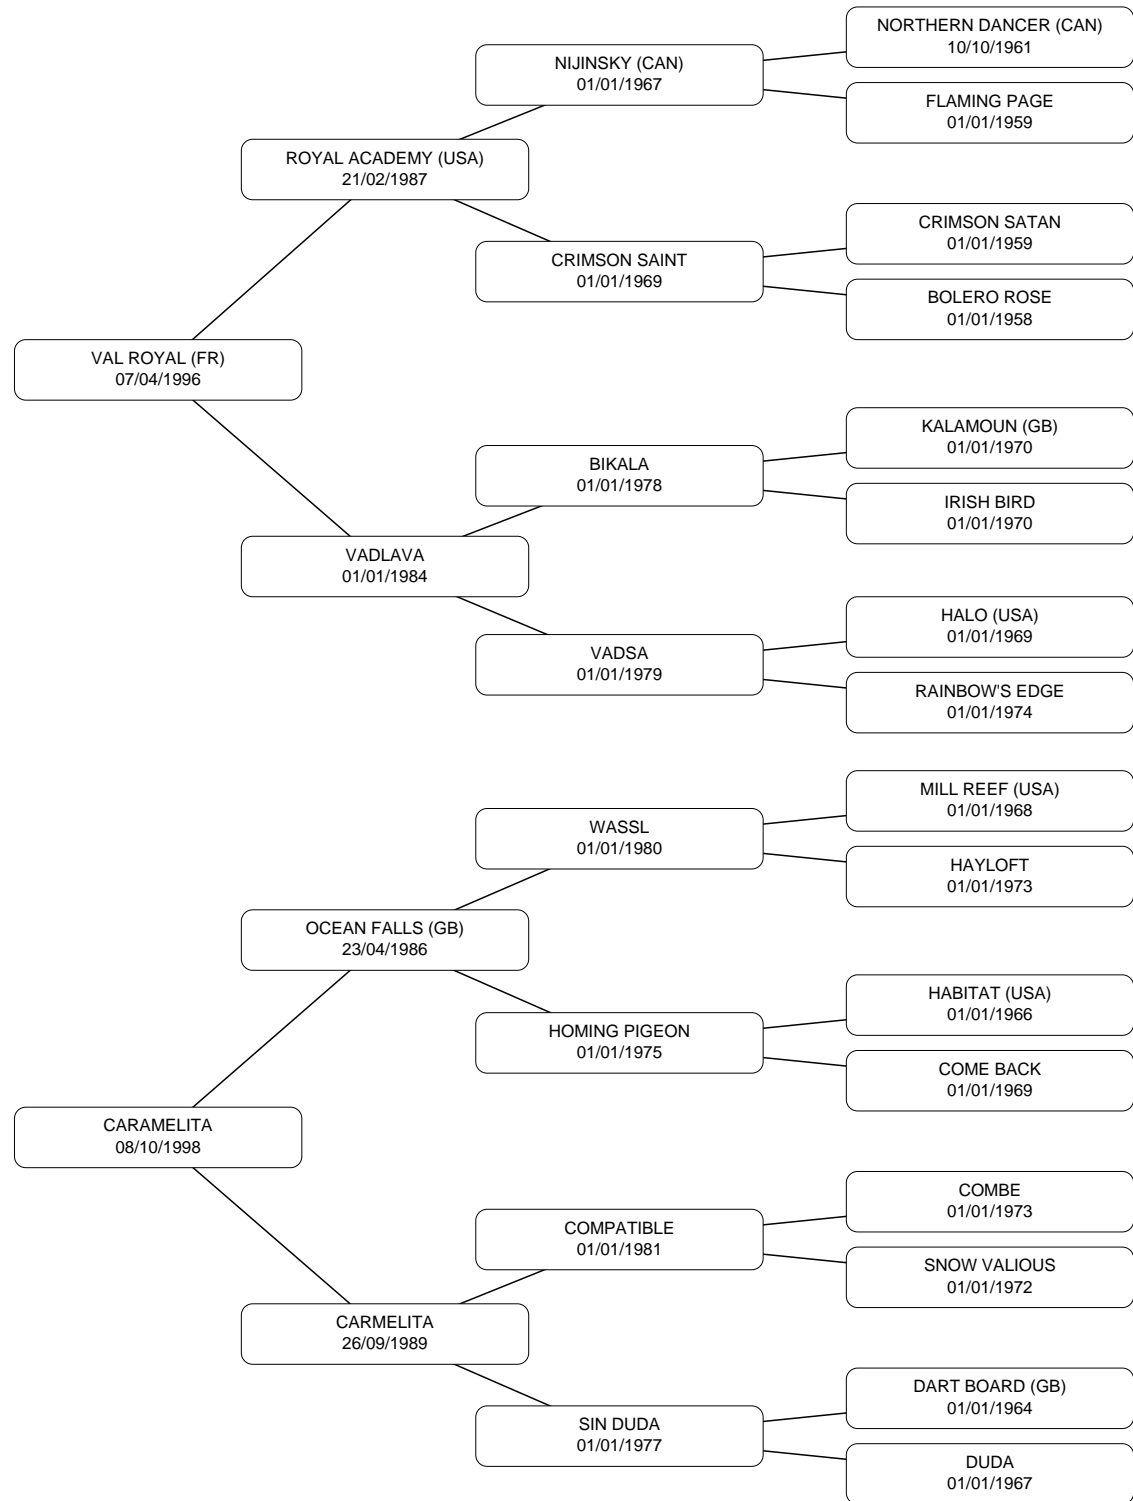 NORTHERN DANCER (CAN)
10/10/1961
NIJINSKY (CAN)
01/01/1967
FLAMING PAGE
01/01/1959
ROYAL ACADEMY (USA)
21/02/1987
CRIMSON SATAN
01/01/1959
CRIMSON SAINT
01/01/1969
BOLERO ROSE
01/01/1958
VAL ROYAL (FR)
07/04/1996
KALAMOUN (GB)
01/01/1970
BIKALA
01/01/1978
IRISH BIRD
01/01/1970
VADLAVA
01/01/1984
HALO (USA)
01/01/1969
VADSA
01/01/1979
RAINBOW'S EDGE
01/01/1974
MILL REEF (USA)
01/01/1968
WASSL
01/01/1980
HAYLOFT
01/01/1973
OCEAN FALLS (GB)
23/04/1986
HABITAT (USA)
01/01/1966
HOMING PIGEON
01/01/1975
COME BACK
01/01/1969
CARAMELITA
08/10/1998
COMBE
01/01/1973
COMPATIBLE
01/01/1981
SNOW VALIOUS
01/01/1972
CARMELITA
26/09/1989
DART BOARD (GB)
01/01/1964
SIN DUDA
01/01/1977
DUDA
01/01/1967